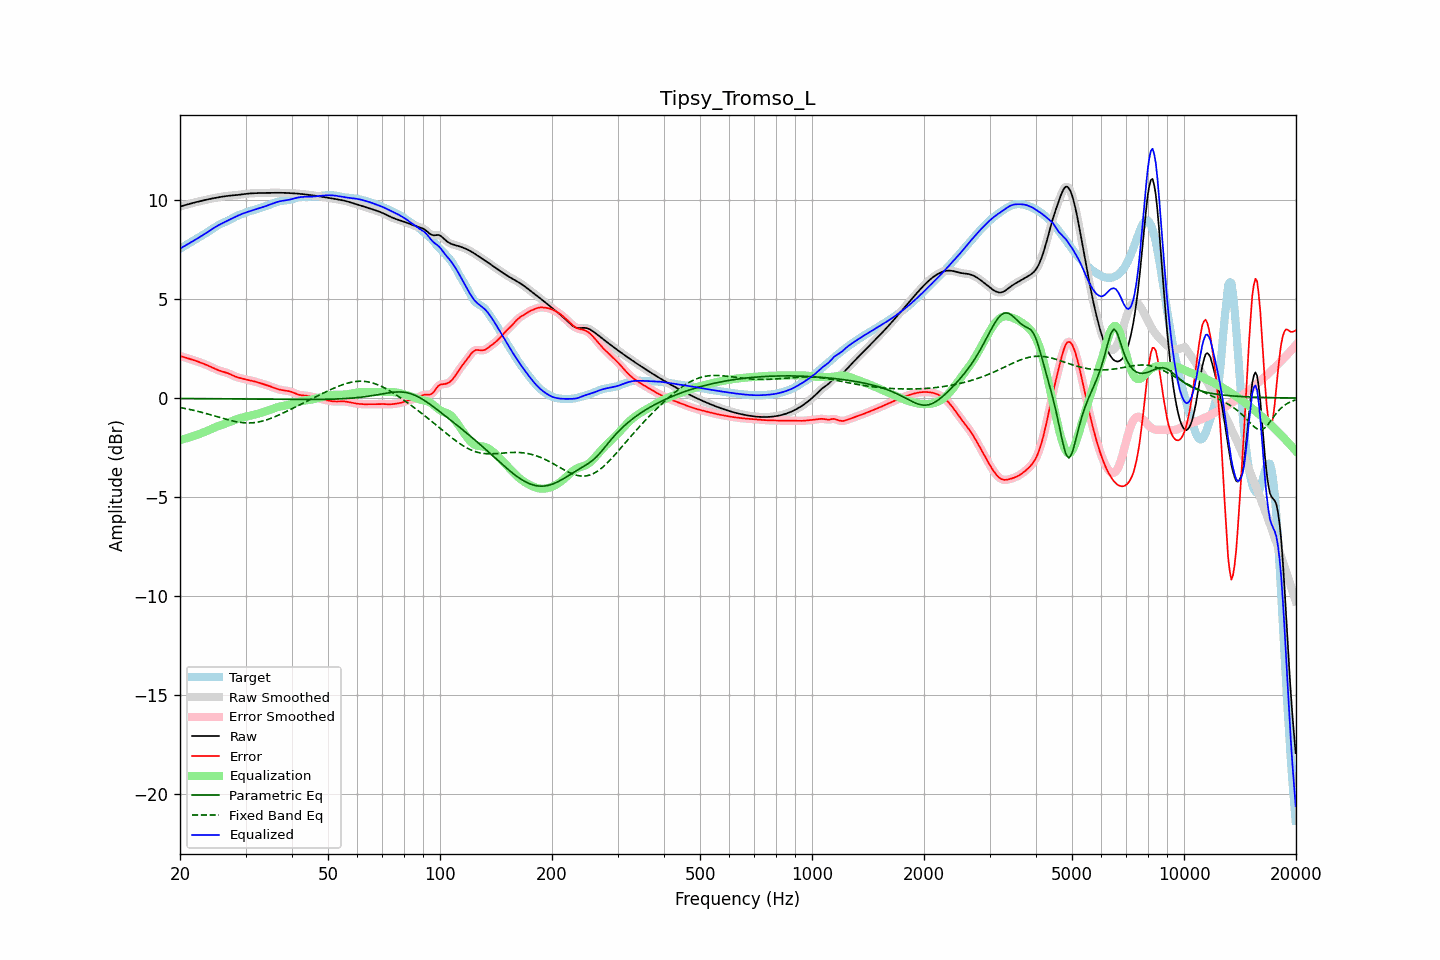 Tipsy_Tromso_L
Amplitude (dBr)
10
5
0
−5
−10
−15
−20
Target
Raw Smoothed
Error Smoothed
Raw
Error
Equalization
Parametric Eq
Fixed Band Eq
Equalized
20 50 100 200 500 1000 2000 5000 10000 20000
Frequency (Hz)